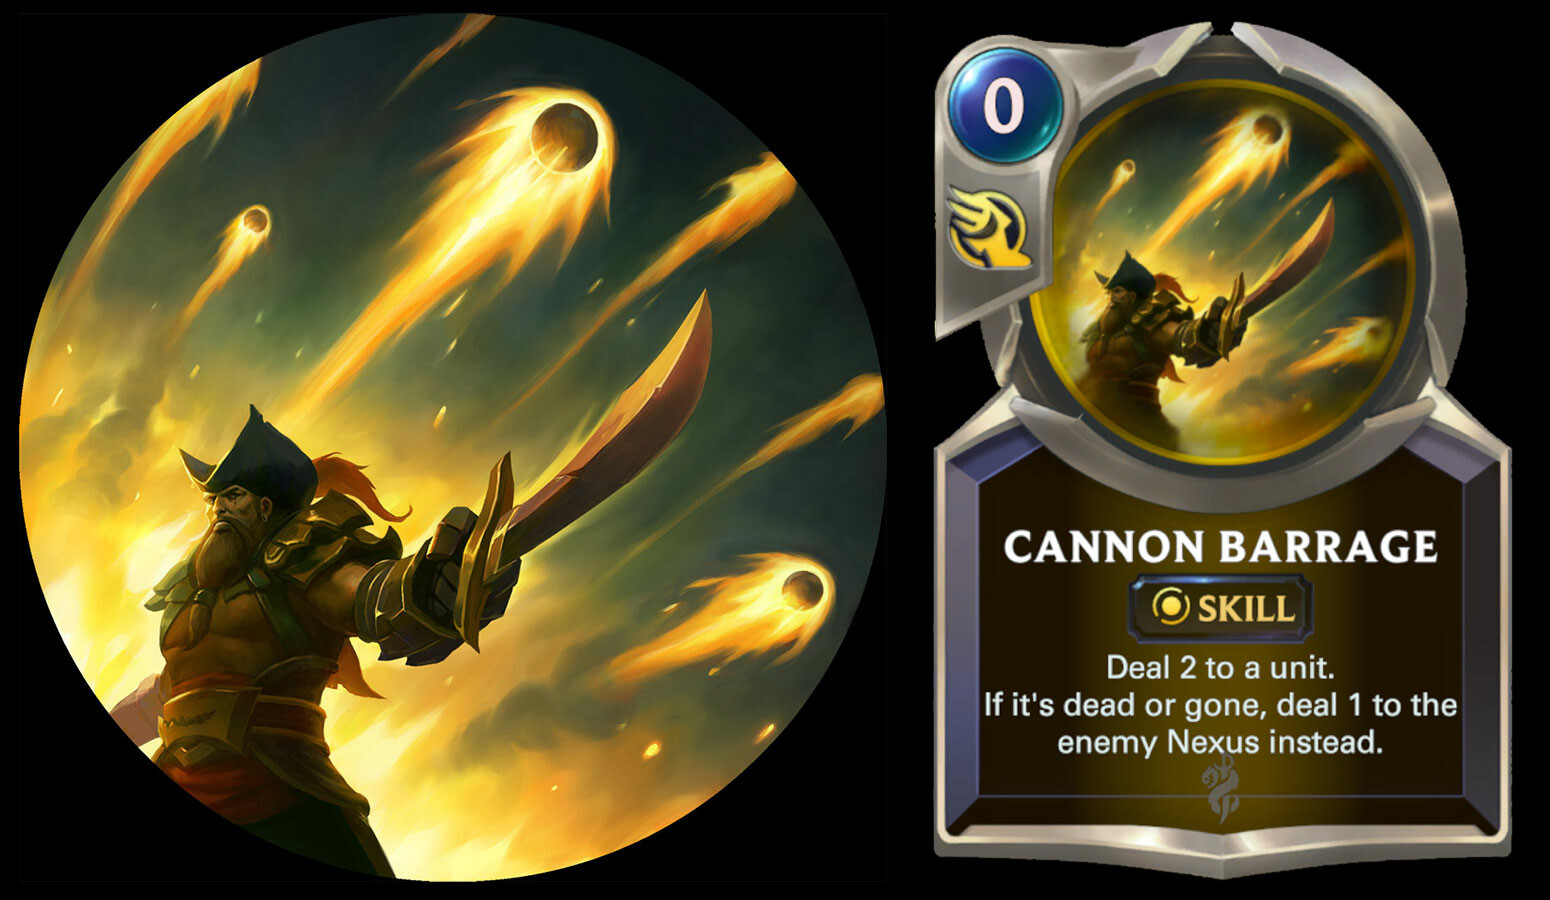 0
CANNON BARRAGE
SKILL
Deal 2 to a unit.
If it's dead or gone, deal 1 to the
enemy Nexus instead.